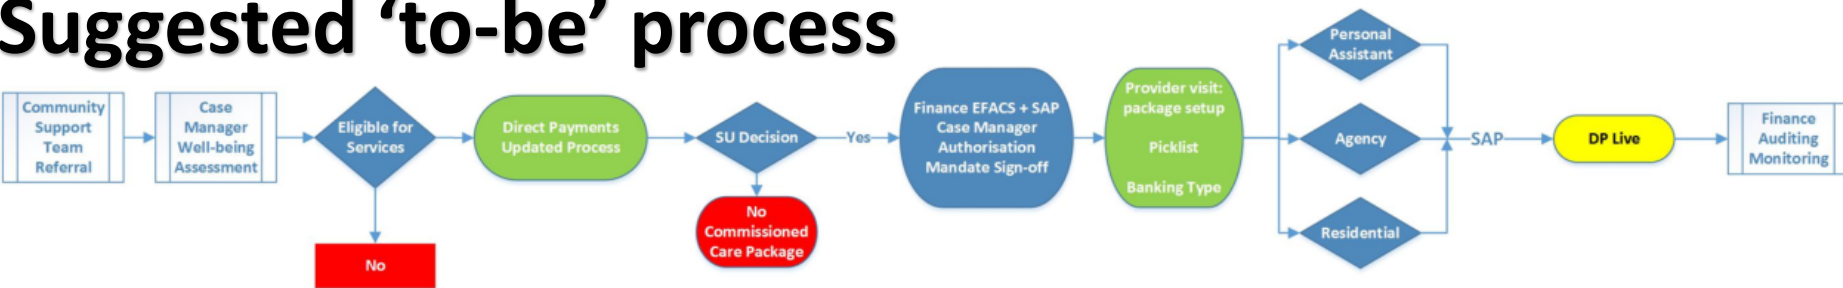 Suggested ‘to-be’ process
Community
Support
Team
Referral
Case
Manager
Well-being
Assessment
Eligible for
Services
No
Direct Payments
Updated Process
SU Decision
No
Commissioned
Care Package
Yes
Finance EFACS + SAP
Case Manager
Authorisation
Mandate Sign-off
Provider visit:
package setup
Picklist
Banking Type
Personal
Assistant
Agency
Residential
SAP
DP Live
Finance
Auditing
Monitoring